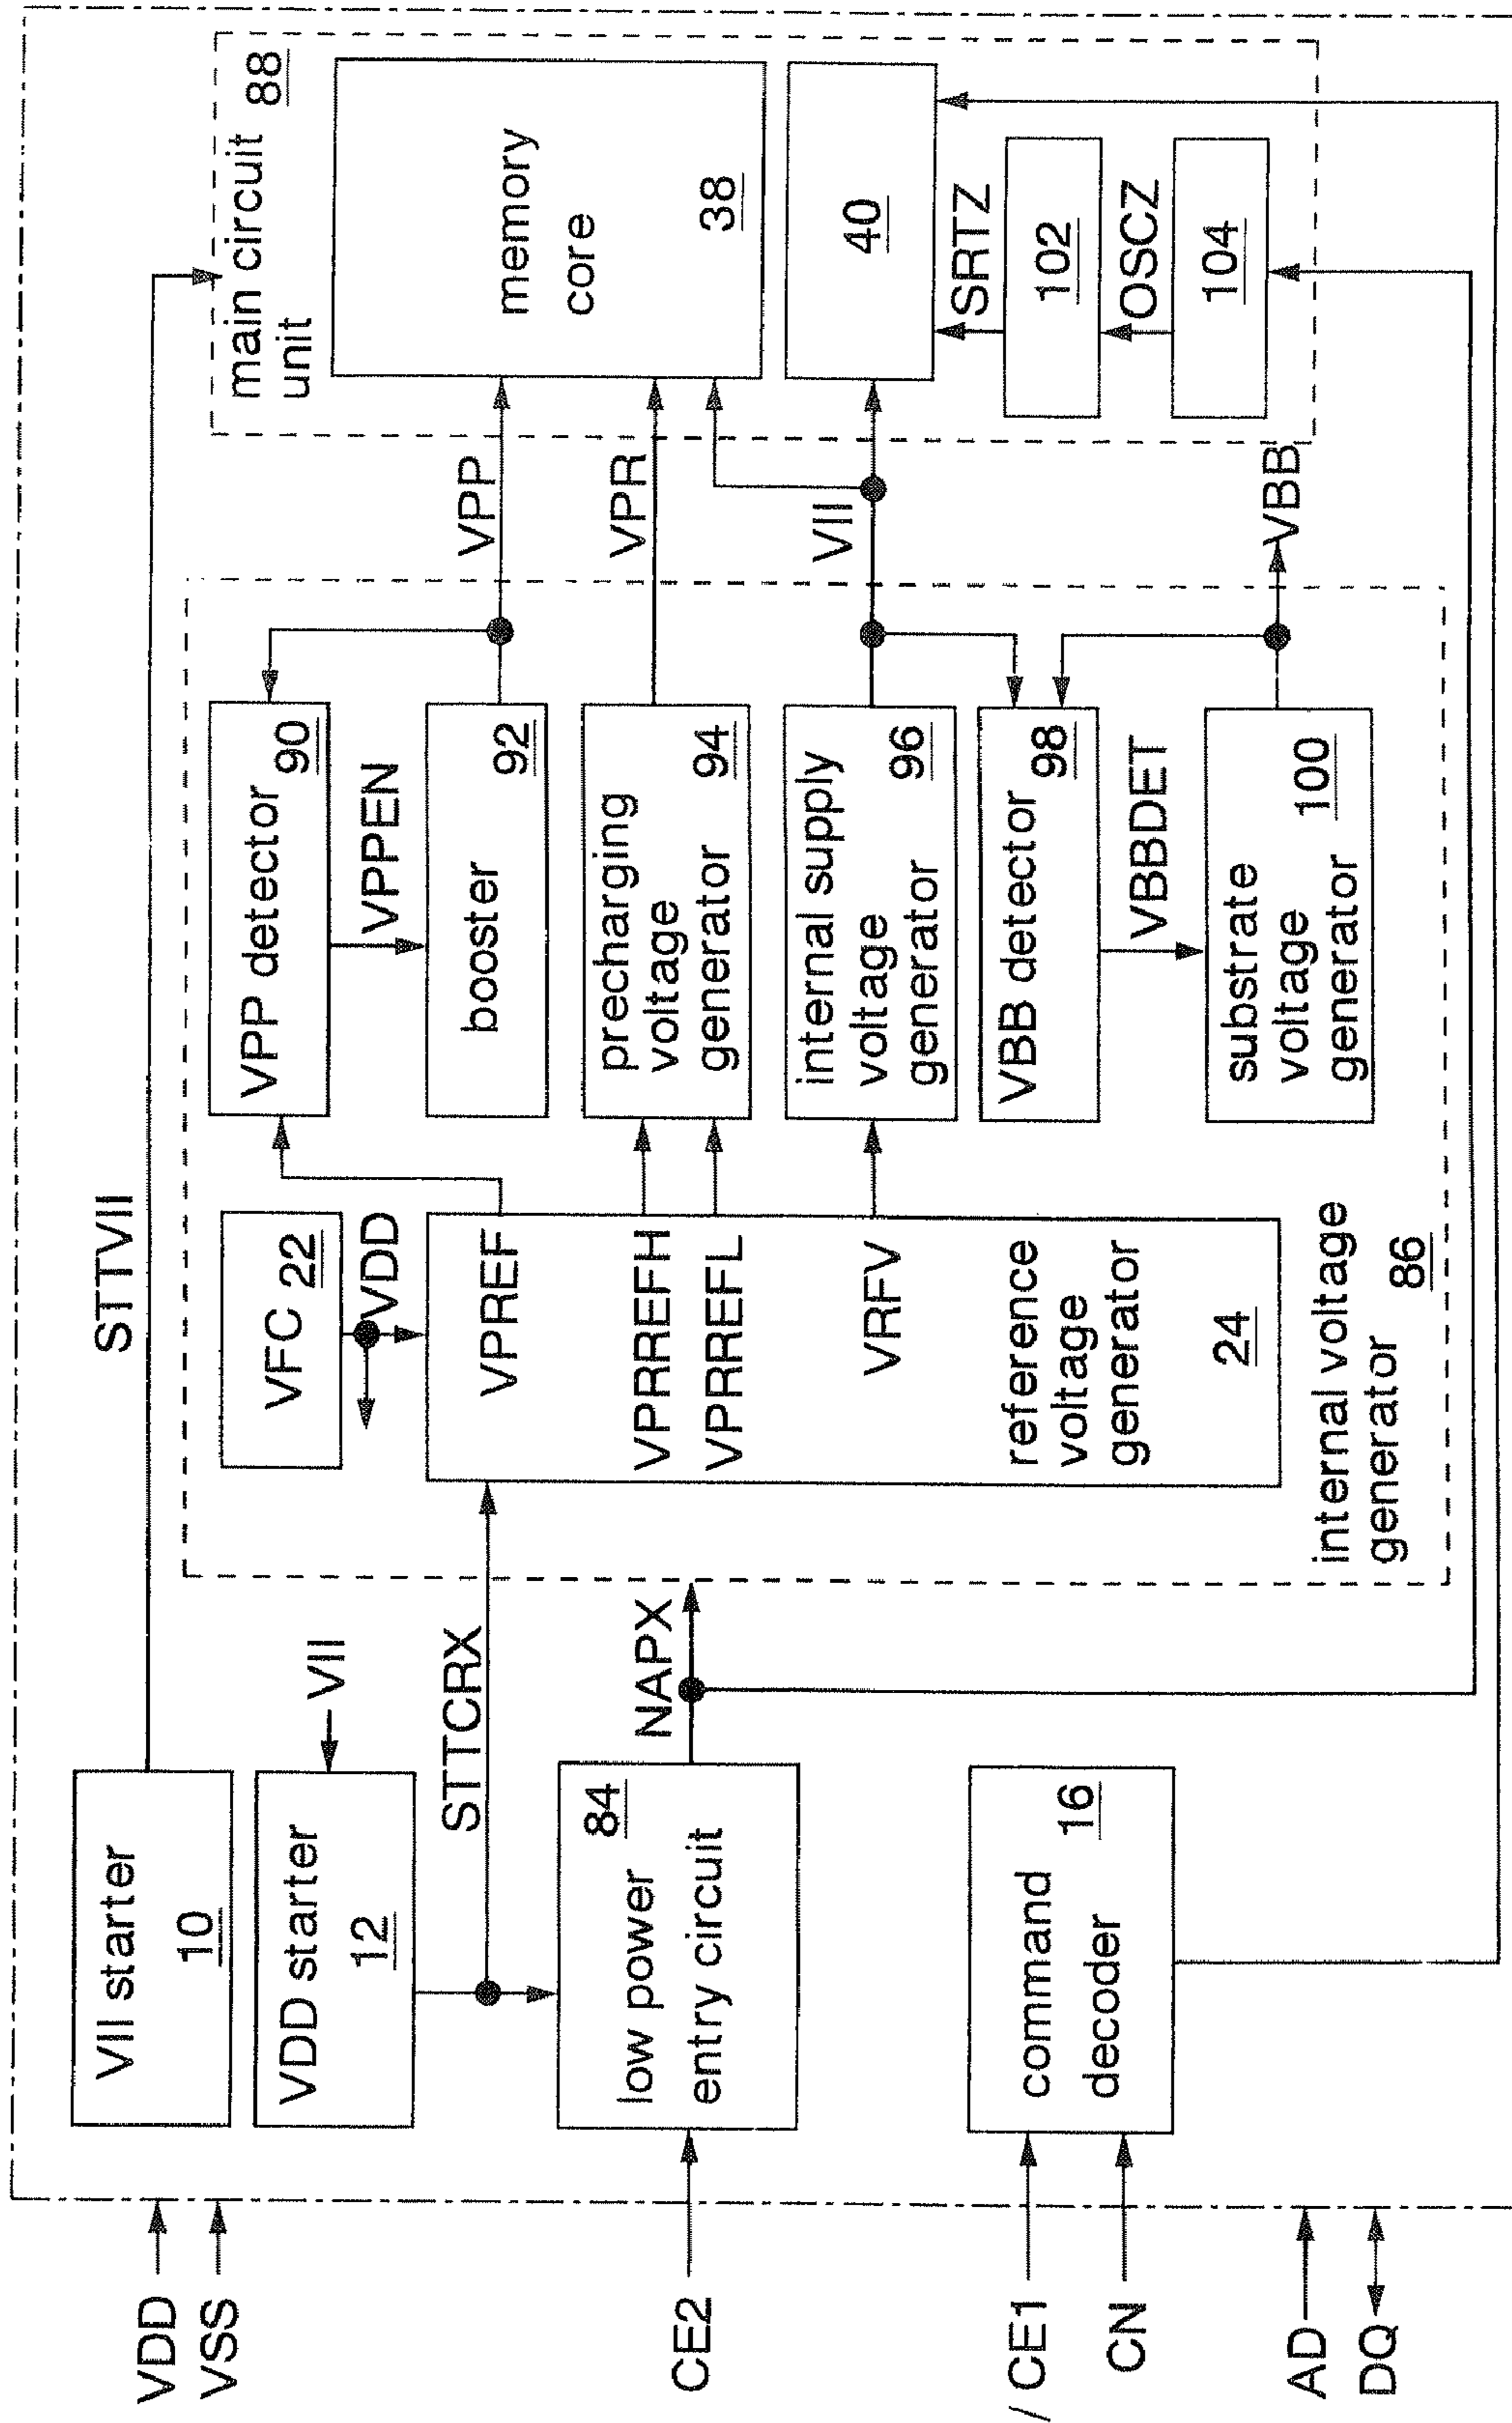 VDD
VSS
CE2
/ CE1
CN
AD
DQ
VII starter
10
VDD starter
12
VII
STTCRX
84
low power
entry circuit
NAPX
command
decoder
16
STTVII
VFC 22
VDD
VPREF
VPRREFH
VPRREFL
VRFV
reference
voltage
generator
24
internal voltage
generator
86
VPP detector
90
VPPEN
booster
92
precharging
voltage
generator
94
internal supply
voltage
generator
96
VBB detector
98
VBBDET
substrate
voltage
generator
100
VPP
VPR
VII
VBB
main circuit
unit
88
memory
core
38
40
SRTZ
102
OSCZ
104